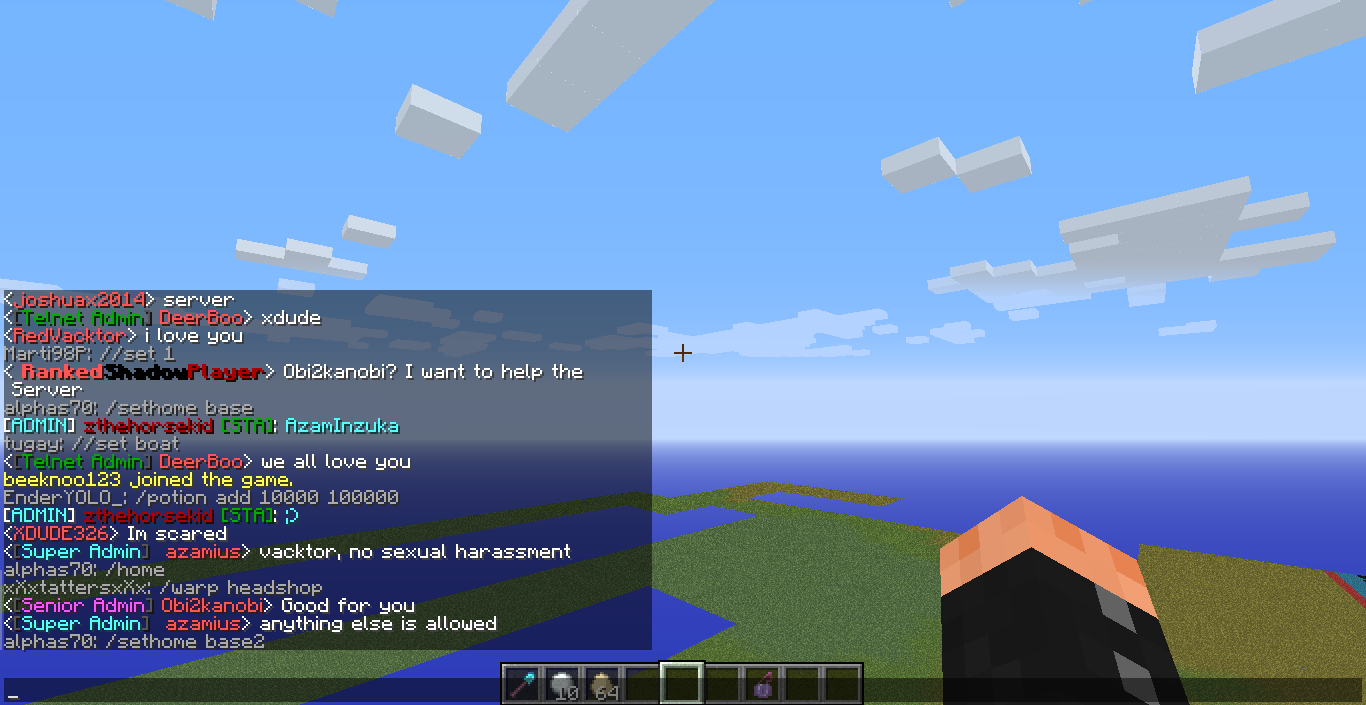 <joshuax2014> server
<[Telnet Admin] DeerBoo> xdude
<RedVacktor> i love you
Marti98P: //set 1
< RankedShadowPlayer> Obi2kanobi? I want to help the
Server
alphas70: /sethome base
[ADMIN] zthehorsekid [STA]: AzamInzuka
tugay: //set boat
<[Telnet Admin] DeerBoo> we all love you
beeknoo123 joined the game.
EnderYOLO_: /potion add 10000 100000
[ADMIN] zthehorsekid [STA]: ;)
<XDUDE326> Im scared
<[Super Admin] azamius> vacktor, no sexual harassment
alphas70: /home
xXxtattersxXx: /warp headshop
<[Senior Admin] Obi2kanobi> Good for you
<[Super Admin] azamius> anything else is allowed
alphas70: /sethome base2
10 64
_